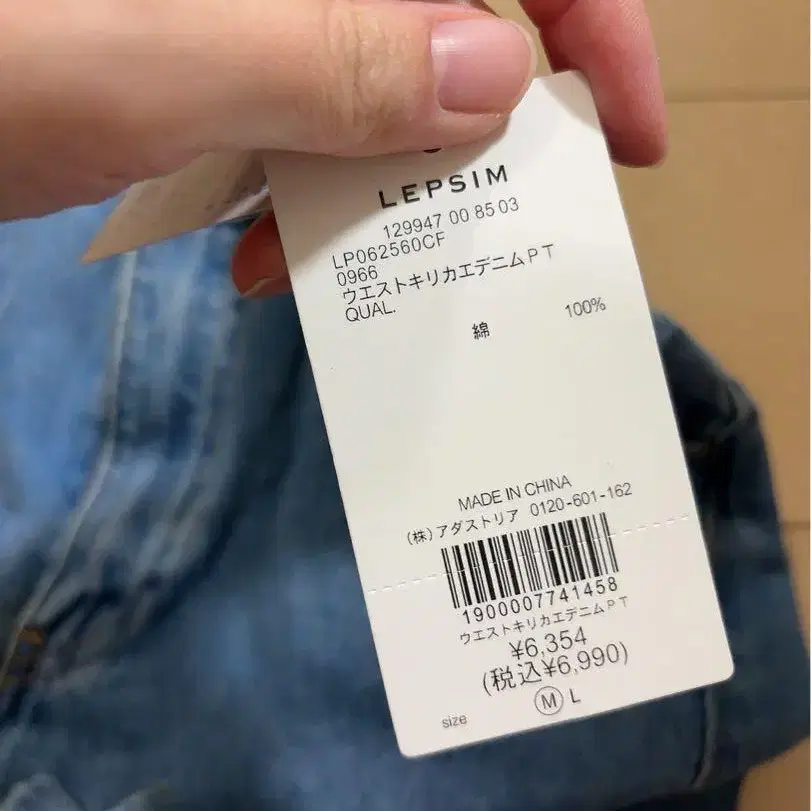 LEPSIM
129947 00 85 03
LP062560CF
0966
ウエストキリカエデニムPT
QUAL.
綿 100%
MADE IN CHINA
(株)アダストリア 0120-601-162
1900007741458
ウエストキリカエデニムPT
¥6,354
(税込¥6,990)
size M L